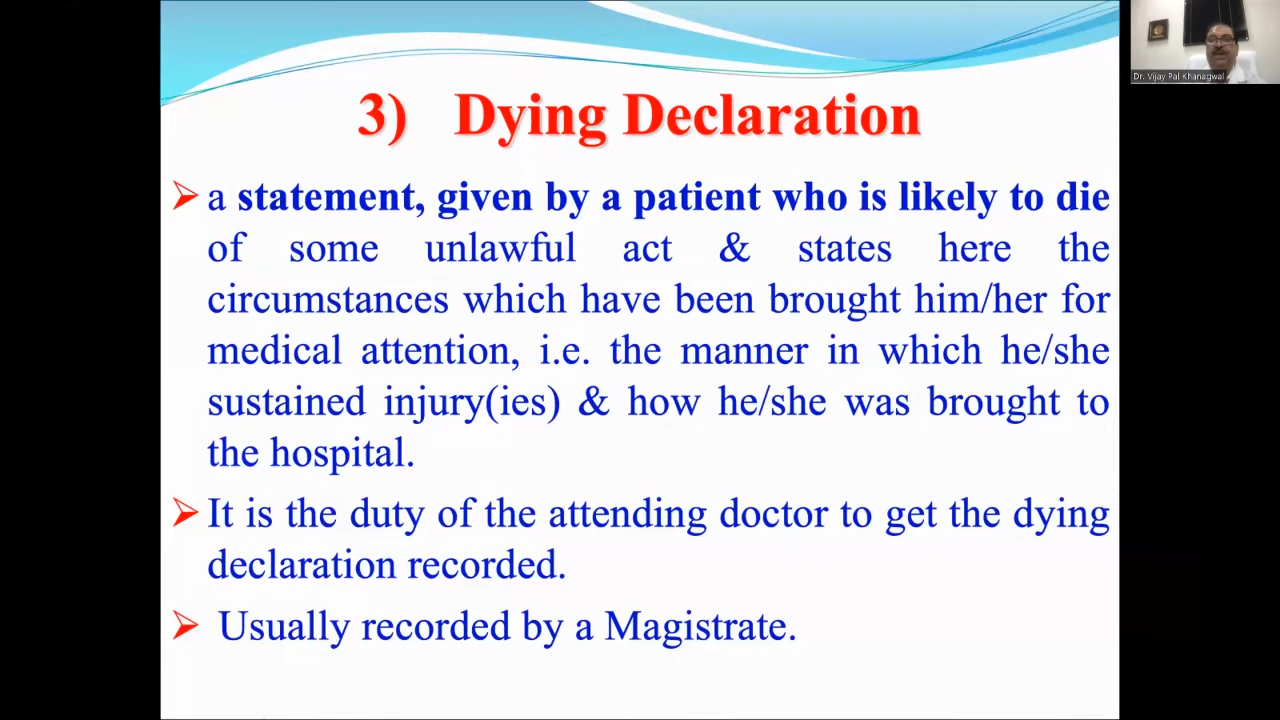 Dr. Vijay Pal Khanagwal
3) Dying Declaration
a statement, given by a patient who is likely to die
of some unlawful act & states here the
circumstances which have been brought him/her for
medical attention, i.e. the manner in which he/she
sustained injury(ies) & how he/she was brought to
the hospital.
It is the duty of the attending doctor to get the dying
declaration recorded.
Usually recorded by a Magistrate.